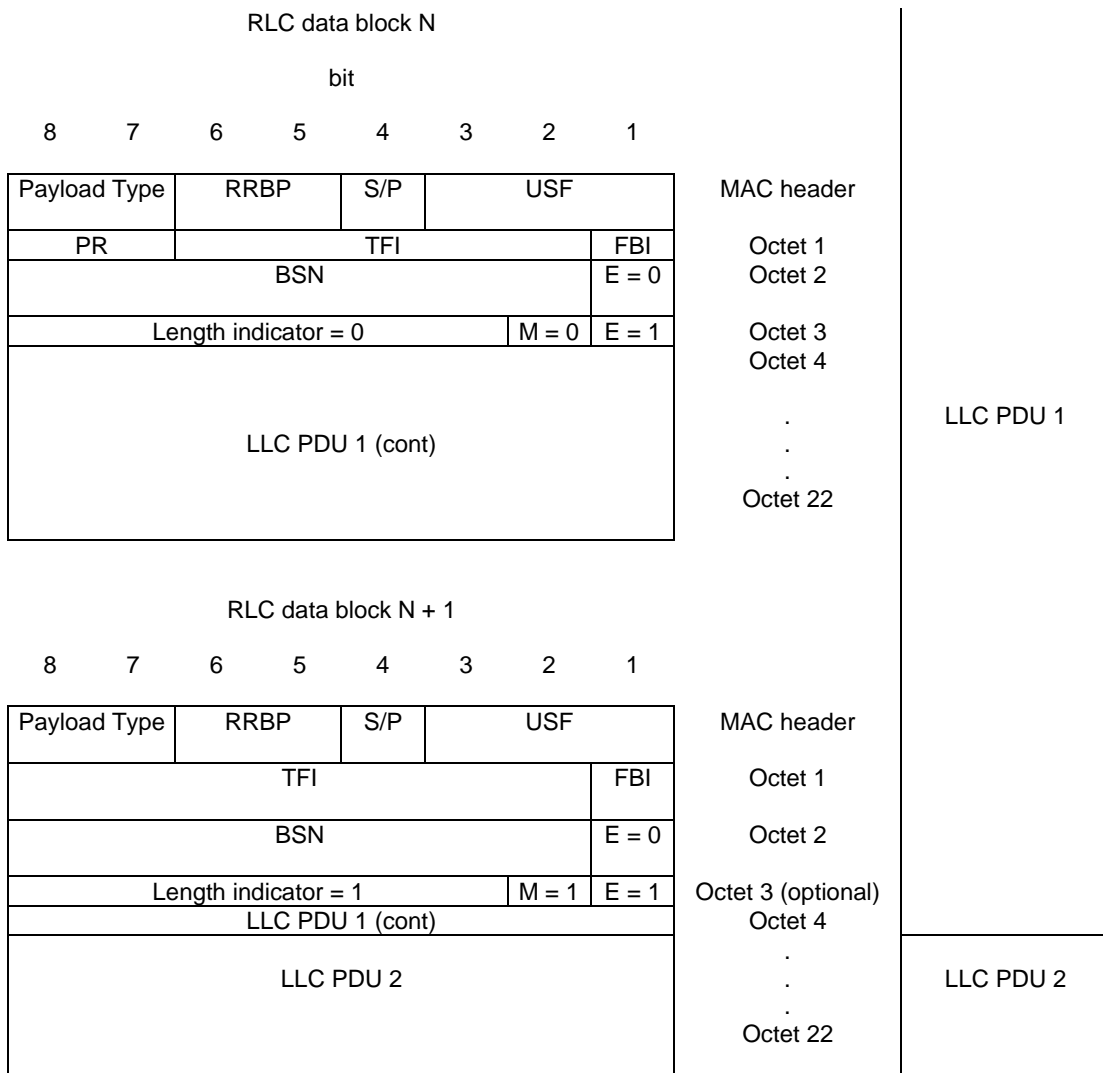 RLC data block N
bit
8 7 6 5 4 3 2 1
Payload Type RRBP S/P USF MAC header
PR TFI FBI Octet 1
BSN E = 0 Octet 2
Length indicator = 0 M = 0 E = 1 Octet 3
Octet 4
.
LLC PDU 1
LLC PDU 1 (cont)
.
.
Octet 22
RLC data block N + 1
8 7 6 5 4 3 2 1
Payload Type RRBP S/P USF MAC header
TFI FBI Octet 1
BSN E = 0 Octet 2
Length indicator = 1 M = 1 E = 1 Octet 3 (optional)
LLC PDU 1 (cont) Octet 4
.
LLC PDU 2 . LLC PDU 2
.
Octet 22